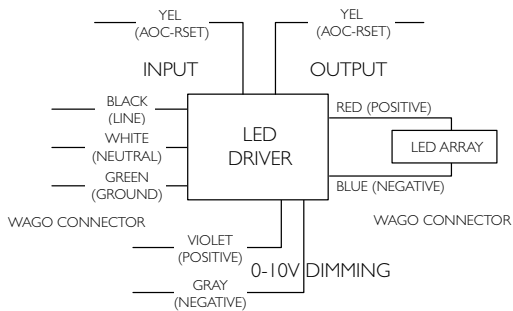 YEL
(AOC-RSET)
YEL
(AOC-RSET)
INPUT
OUTPUT
BLACK
(LINE)
WHITE
(NEUTRAL)
GREEN
(GROUND)
WAGO CONNECTOR
LED
DRIVER
RED (POSITIVE)
LED ARRAY
BLUE (NEGATIVE)
WAGO CONNECTOR
VIOLET
(POSITIVE)
0-10V DIMMING
GRAY
(NEGATIVE)